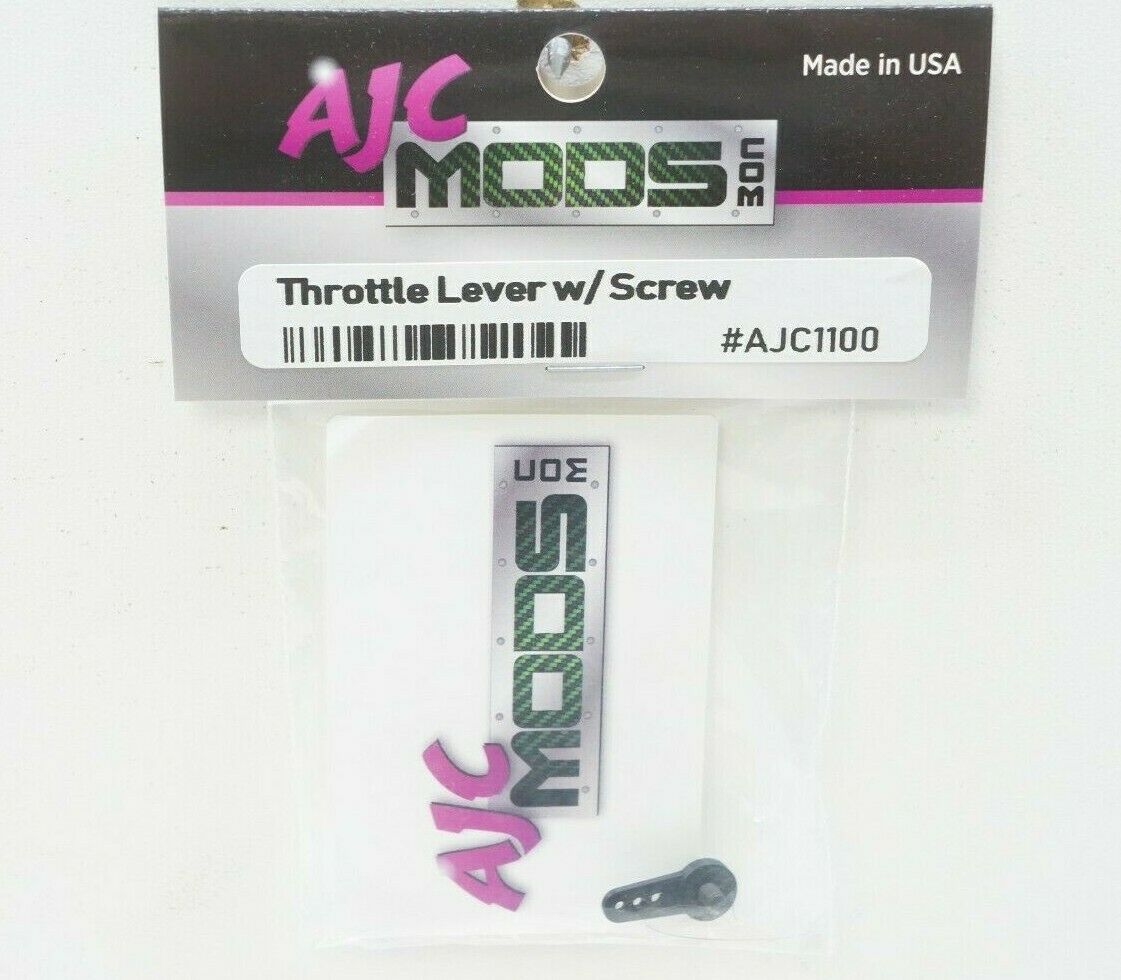 AJC
MODS.COM
Made in USA
Throttle Lever w/ Screw
#AJC1100
AJC
MODS.COM